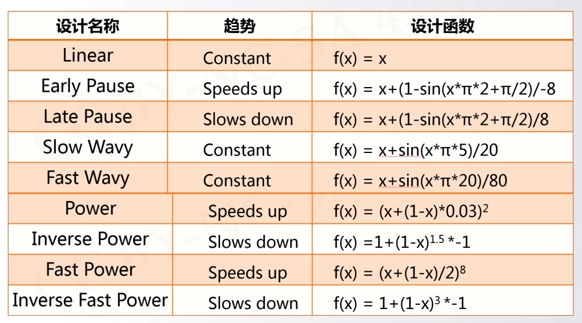 设计名称 趋势 设计函数
Linear Constant f(x) = x
Early Pause Speeds up f(x) = x+(1-sin(x*π*2+π/2)/-8
Late Pause Slows down f(x) = x+(1-sin(x*π*2+π/2)/8
Slow Wavy Constant f(x) = x+sin(x*π*5)/20
Fast Wavy Constant f(x) = x+sin(x*π*20)/80
Power Speeds up f(x) = (x+(1-x)*0.03)²
Inverse Power Slows down f(x) =1+(1-x)¹·⁵ *-1
Fast Power Speeds up f(x) = (x+(1-x)/2)⁸
Inverse Fast Power Slows down f(x) = 1+(1-x)³ *-1